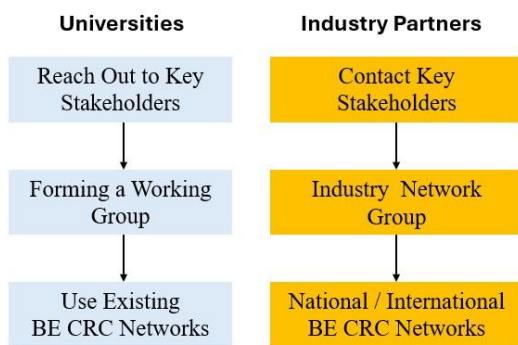 Universities
Reach Out to Key
Stakeholders
Forming a Working
Group
Use Existing
BE CRC Networks
Industry Partners
Contact Key
Stakeholders
Industry Network
Group
National / International
BE CRC Networks